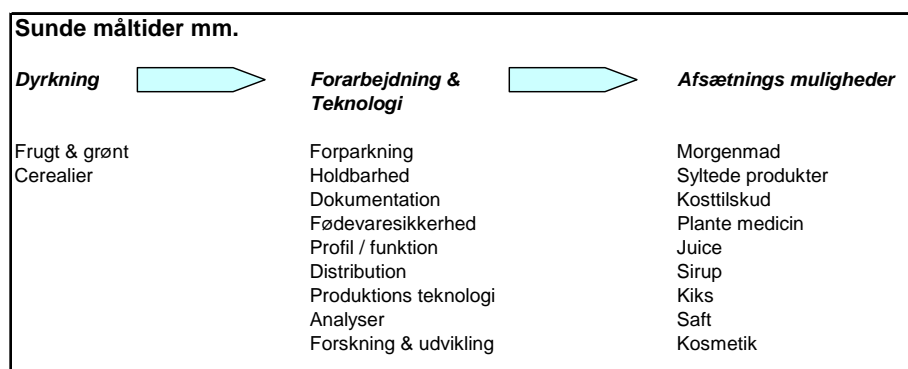 Sunde måltider mm.
Dyrkning
Forarbejdning &
Teknologi
Afsætnings muligheder
Frugt & grønt
Cerealier
Forparkning
Holdbarhed
Dokumentation
Fødevaresikkerhed
Profil / funktion
Distribution
Produktions teknologi
Analyser
Forskning & udvikling
Morgenmad
Syltede produkter
Kosttilskud
Plante medicin
Juice
Sirup
Kiks
Saft
Kosmetik